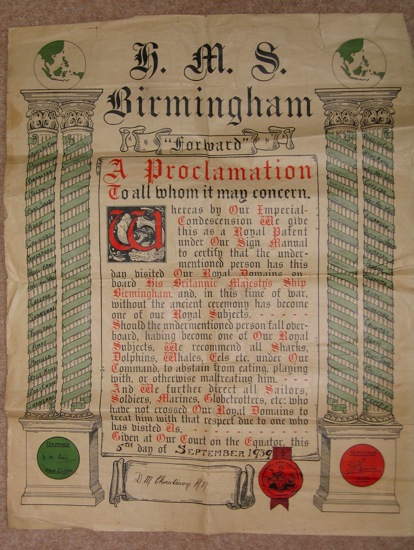 H. M. S.
Birmingham
"Forward"
A Proclamation
To all whom it may concern.
Whereas by Our Imperial-
Condescension We give
this as a Royal Patent
under Our Sign Manual
to certify that the under-
mentioned person has this
day visited Our Royal Domains on
board His Britannic Majesty's Ship
Birmingham, and, in this time of war,
without the ancient ceremony has become
one of our Royal Subjects. - - - - -
Should the undermentioned person fall over-
board, having become one of Our Royal
Subjects, We recommend all Sharks,
Dolphins, Whales, Eels etc. under Our
Command, to abstain from eating, playing
with, or otherwise maltreating him. - - - -
And We further direct all Sailors,
Soldiers, Marines, Globetrotters, etc: who
have not crossed Our Royal Domains to
treat him with that respect due to one who
has visited Us. - - - - - - - -
Given at Our Court on the Equator, this
5th day of SEPTEMBER 1939